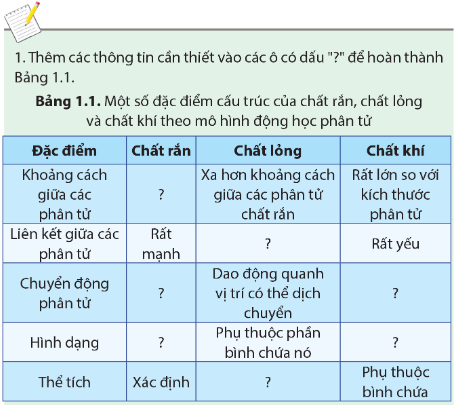 1. Thêm các thông tin cần thiết vào các ô có dấu "?" để hoàn thành
Bảng 1.1.
Bảng 1.1. Một số đặc điểm cấu trúc của chất rắn, chất lỏng
và chất khí theo mô hình động học phân tử
Đặc điểm Chất rắn Chất lỏng Chất khí
Khoảng cách
giữa các
phân tử
?
Xa hơn khoảng cách
giữa các phân tử
chất rắn
Rất lớn so với
kích thước
phân tử
Liên kết giữa các
phân tử
Rất
mạnh
?
Rất yếu
Chuyển động
phân tử
?
Dao động quanh
vị trí có thể dịch
chuyển
?
Hình dạng
?
Phụ thuộc phần
bình chứa nó
?
Thể tích
Xác định
?
Phụ thuộc
bình chứa